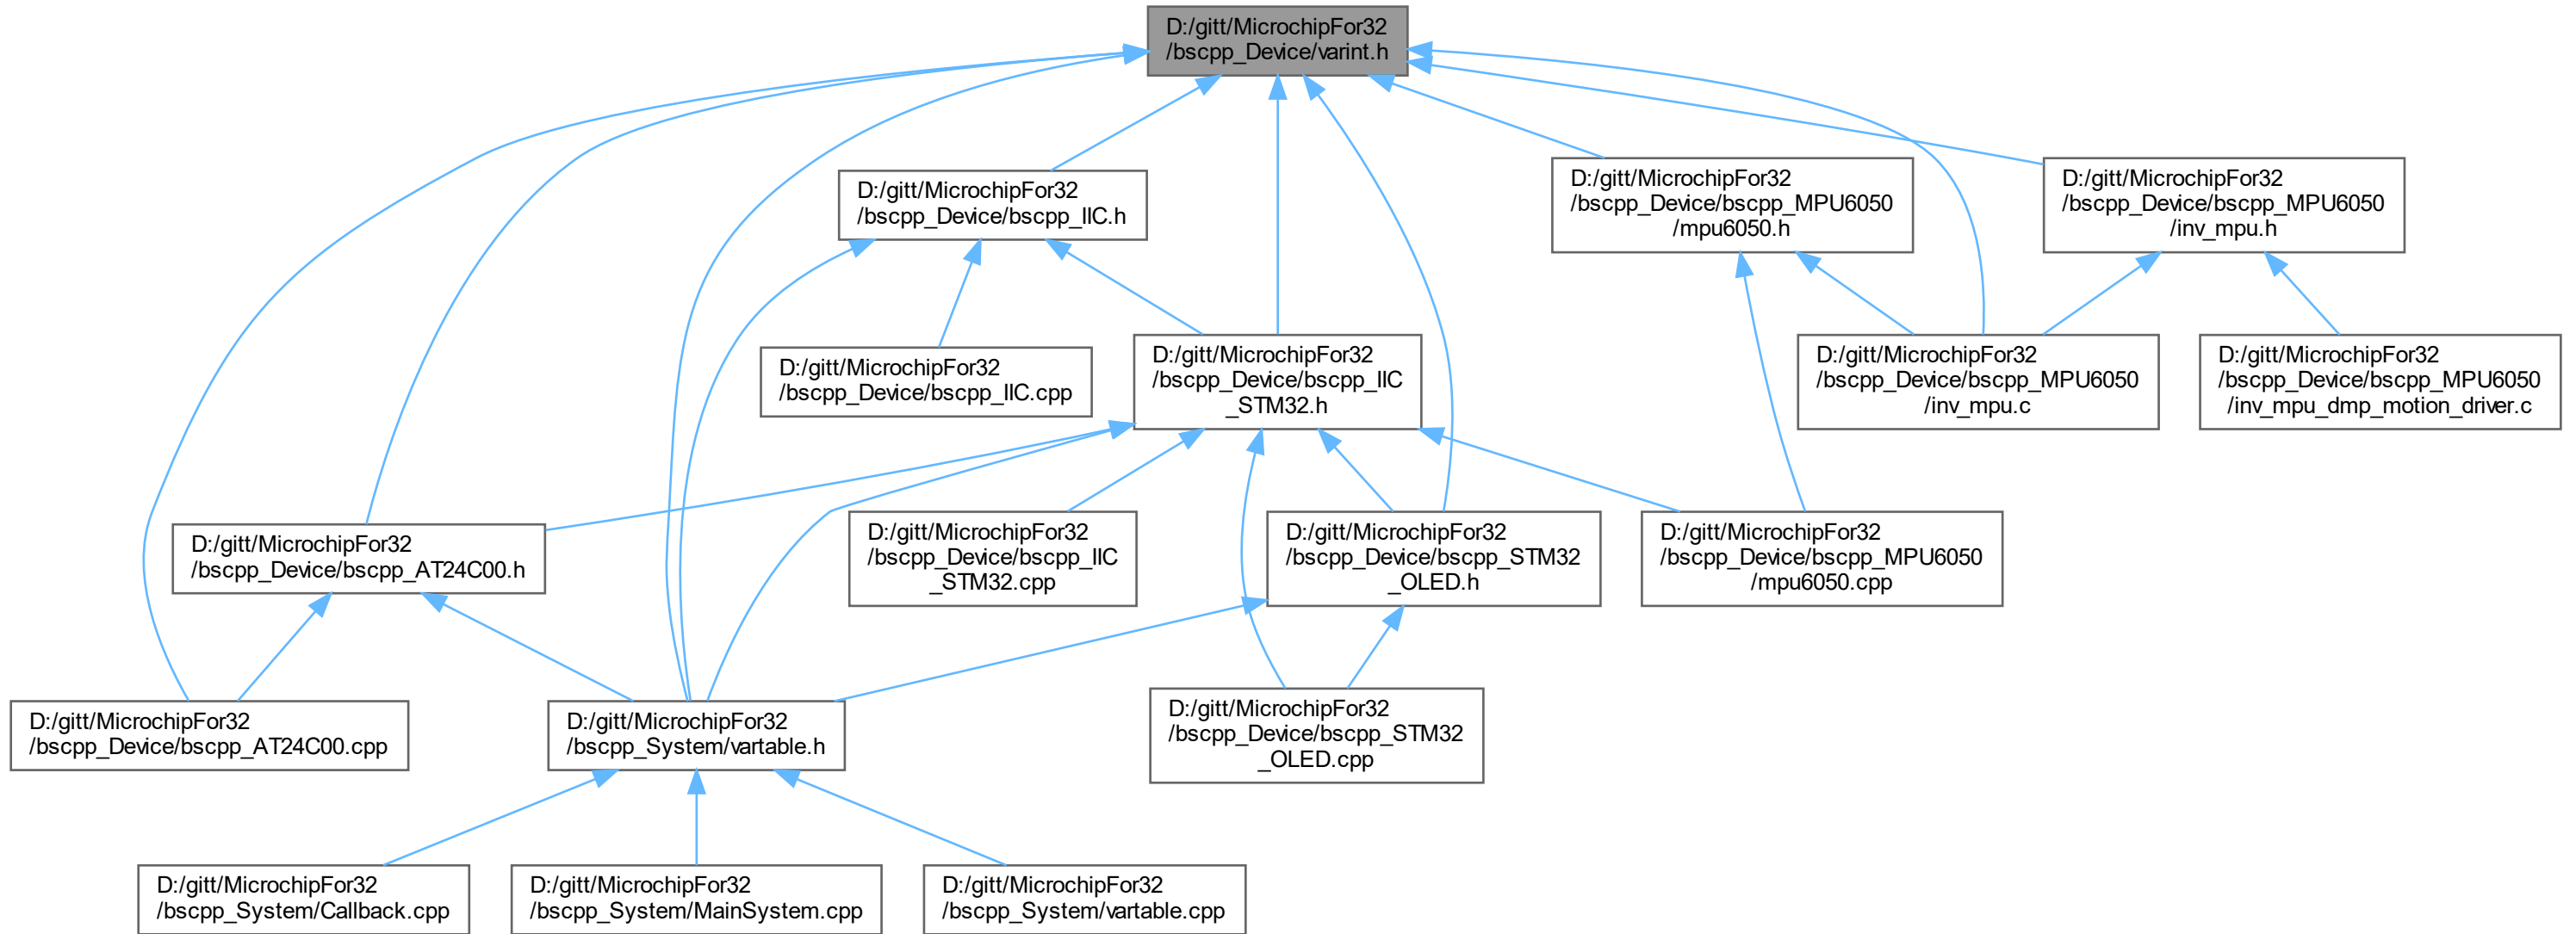 D:/gitt/MicrochipFor32
/bscpp_Device/varint.h
D:/gitt/MicrochipFor32
/bscpp_Device/bscpp_IIC.h
D:/gitt/MicrochipFor32
/bscpp_Device/bscpp_MPU6050
/mpu6050.h
D:/gitt/MicrochipFor32
/bscpp_Device/bscpp_MPU6050
/inv_mpu.h
D:/gitt/MicrochipFor32
/bscpp_Device/bscpp_IIC.cpp
D:/gitt/MicrochipFor32
/bscpp_Device/bscpp_IIC
_STM32.h
D:/gitt/MicrochipFor32
/bscpp_Device/bscpp_MPU6050
/inv_mpu.c
D:/gitt/MicrochipFor32
/bscpp_Device/bscpp_MPU6050
/inv_mpu_dmp_motion_driver.c
D:/gitt/MicrochipFor32
/bscpp_Device/bscpp_AT24C00.h
D:/gitt/MicrochipFor32
/bscpp_Device/bscpp_IIC
_STM32.cpp
D:/gitt/MicrochipFor32
/bscpp_Device/bscpp_STM32
_OLED.h
D:/gitt/MicrochipFor32
/bscpp_Device/bscpp_MPU6050
/mpu6050.cpp
D:/gitt/MicrochipFor32
/bscpp_Device/bscpp_AT24C00.cpp
D:/gitt/MicrochipFor32
/bscpp_System/vartable.h
D:/gitt/MicrochipFor32
/bscpp_Device/bscpp_STM32
_OLED.cpp
D:/gitt/MicrochipFor32
/bscpp_System/Callback.cpp
D:/gitt/MicrochipFor32
/bscpp_System/MainSystem.cpp
D:/gitt/MicrochipFor32
/bscpp_System/vartable.cpp